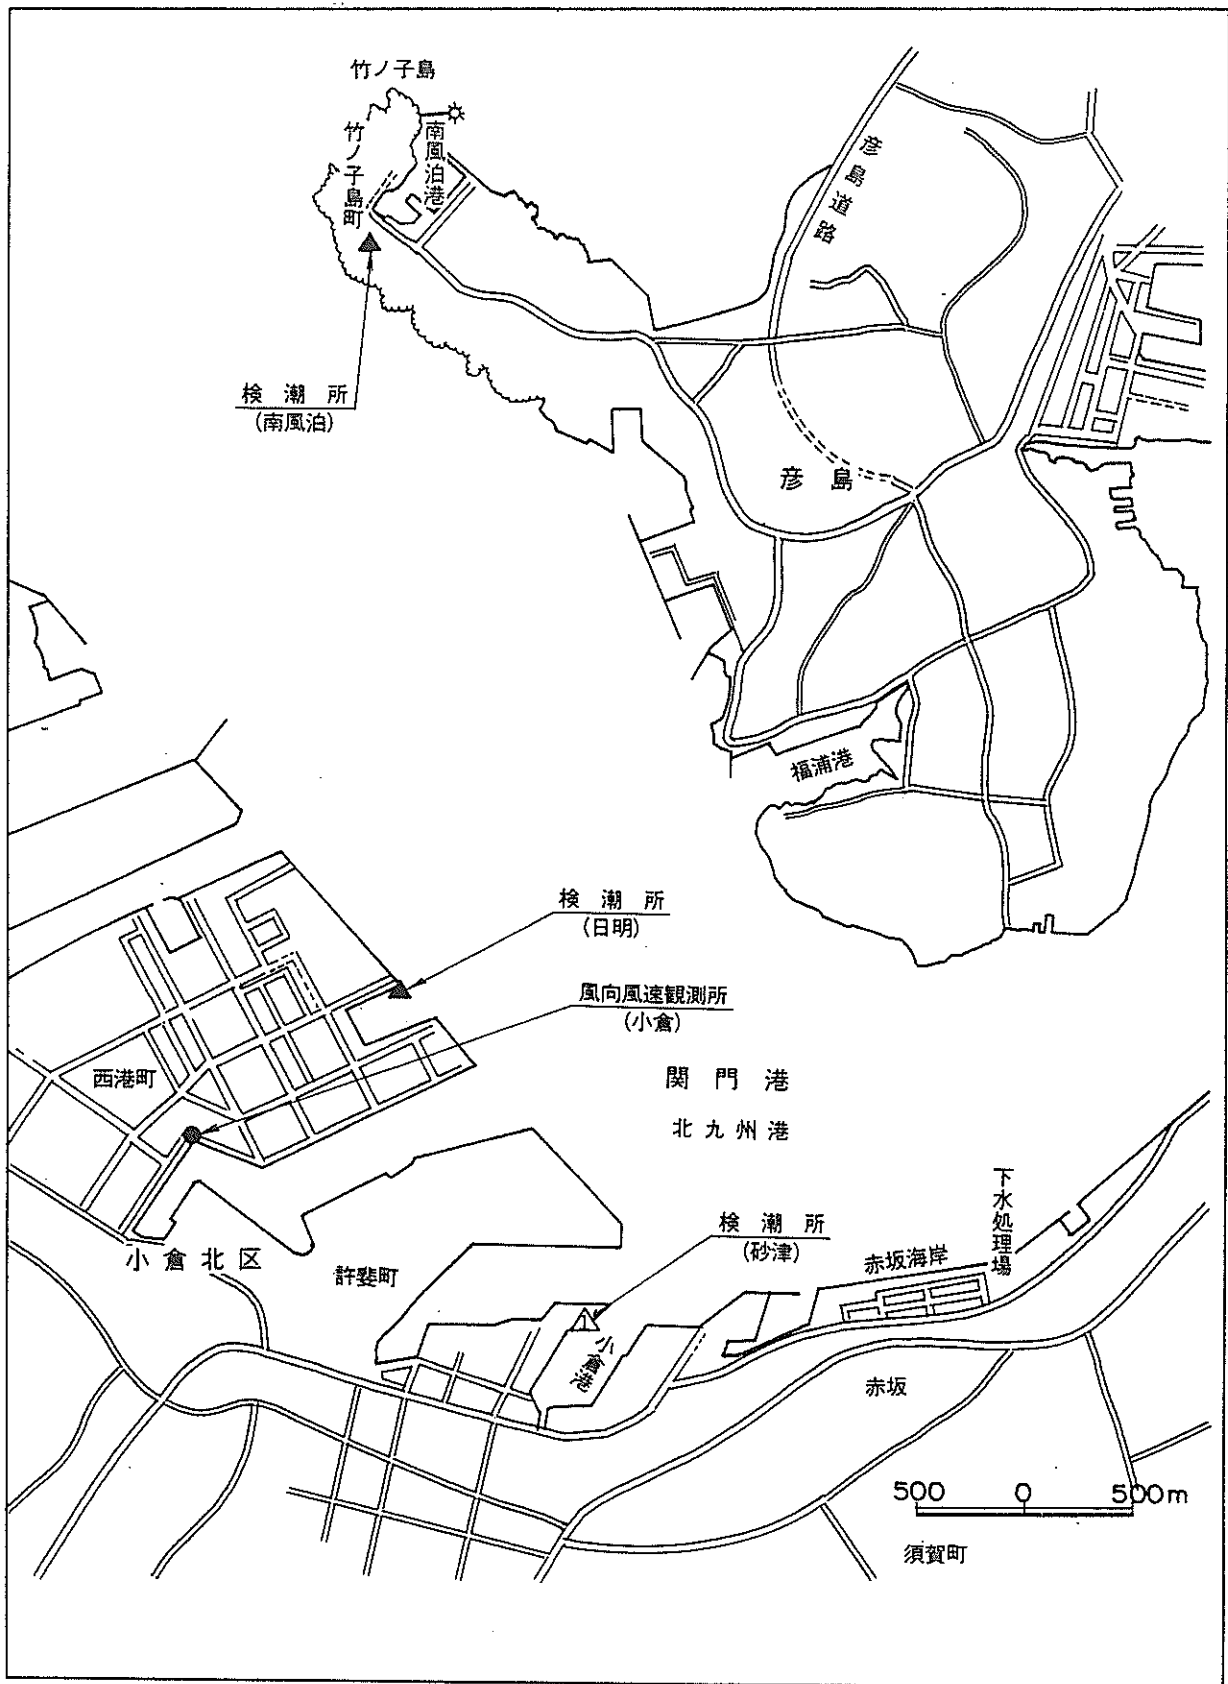 竹ノ子島
竹ノ子島町
南風泊港
彦島道路
検潮所
(南風泊)
彦島
福浦港
検潮所
(日明)
風向風速観測所
(小倉)
西港町
関門港
北九州港
下水処理場
検潮所
(砂津)
小倉北区
許斐町
赤坂海岸
1
小倉港
赤坂
500 0 500m
須賀町